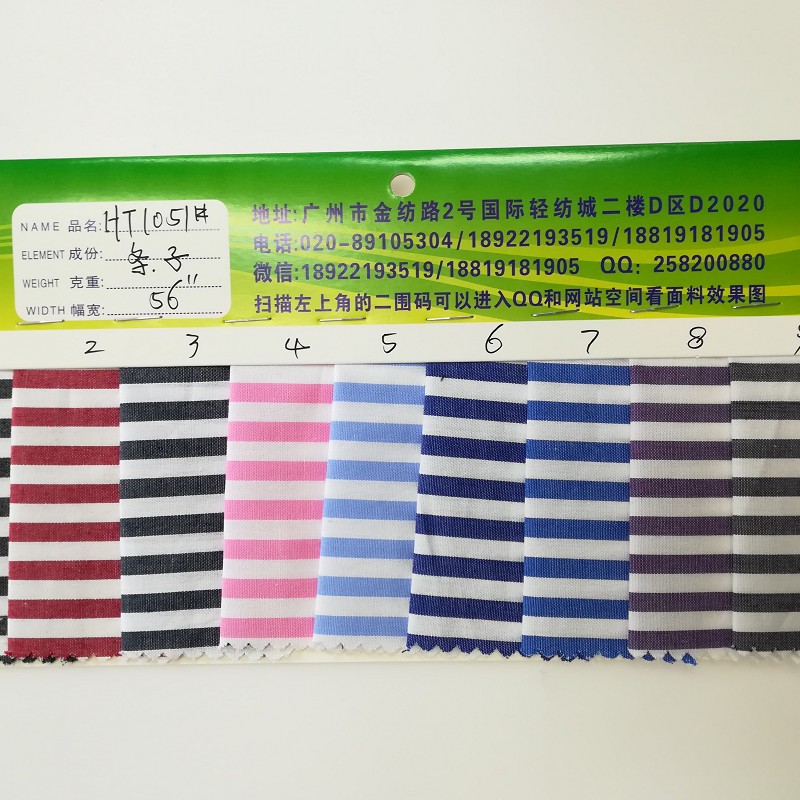 NAME 品名: HT1051#
ELEMENT 成份: 条.子
WEIGHT 克重:
WIDTH 幅宽: 56"
地址:广州市金纺路2号国际轻纺城二楼D区D2020
电话:020-89105304/18922193519/18819181905
微信:18922193519/18819181905 QQ: 258200880
扫描左上角的二围码可以进入QQ和网站空间看面料效果图
2 3 4 5 6 7 8